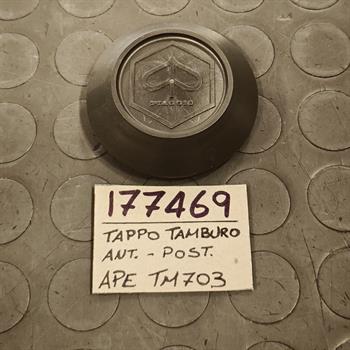 PIAGGIO
177469
TAPPO TAMBURO
ANT. - POST.
APE TM703